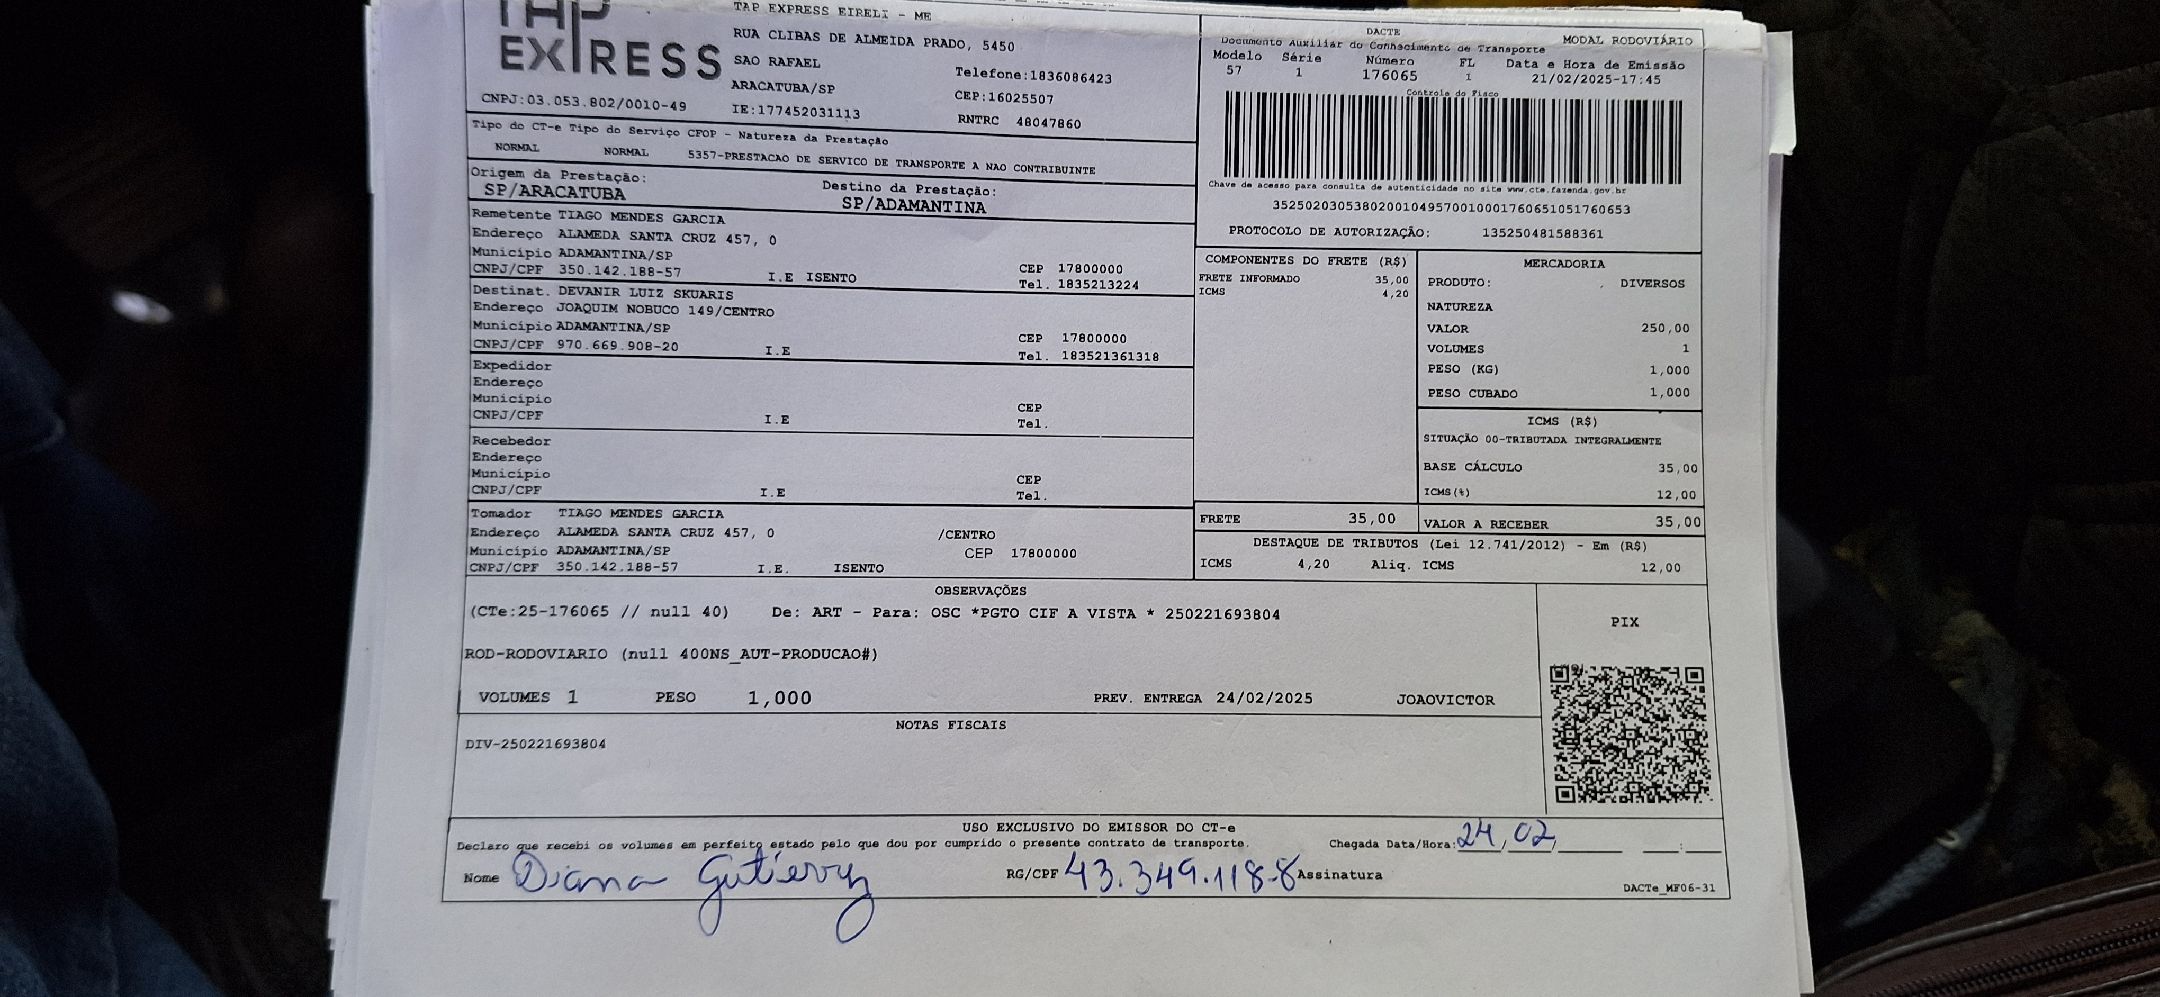 TAP
EXPRESS
CNPJ:03.053.802/0010-49
TAP EXPRESS EIRELI - ME
RUA CLIBAS DE ALMEIDA PRADO, 5450
SAO RAFAEL
Telefone:1836086423
ARACATUBA/SP
CEP:16025507
IE:177452031113
RNTRC 48047860
DACTE
Documento Auxiliar do Conhecimento de Transporte
MODAL RODOVIÁRIO
Modelo Série Número FL Data e Hora de Emissão
57 1 176065 1 21/02/2025-17:45
Controle do Fisco
Chave de acesso para consulta de autenticidade no site www.cte.fazenda.gov.br
35250203053802001049570010001760651051760653
PROTOCOLO DE AUTORIZAÇÃO: 135250481588361
Tipo do CT-e Tipo do Serviço CFOP - Natureza da Prestação
NORMAL NORMAL 5357-PRESTACAO DE SERVICO DE TRANSPORTE A NAO CONTRIBUINTE
Origem da Prestação: Destino da Prestação:
SP/ARACATUBA SP/ADAMANTINA
Remetente TIAGO MENDES GARCIA
Endereço ALAMEDA SANTA CRUZ 457, 0
Município ADAMANTINA/SP CEP 17800000
CNPJ/CPF 350.142.188-57 I.E ISENTO Tel. 1835213224
Destinat. DEVANIR LUIZ SKUARIS
Endereço JOAQUIM NOBUCO 149/CENTRO
Município ADAMANTINA/SP CEP 17800000
CNPJ/CPF 970.669.908-20 I.E Tel. 183521361318
Expedidor
Endereço
Município CEP
CNPJ/CPF I.E Tel.
Recebedor
Endereço
Município CEP
CNPJ/CPF I.E Tel.
Tomador TIAGO MENDES GARCIA
Endereço ALAMEDA SANTA CRUZ 457, 0 /CENTRO
Município ADAMANTINA/SP CEP 17800000
CNPJ/CPF 350.142.188-57 I.E. ISENTO
COMPONENTES DO FRETE (R$)
FRETE INFORMADO 35,00
ICMS 4,20
FRETE 35,00
MERCADORIA
PRODUTO: DIVERSOS
NATUREZA
VALOR 250,00
VOLUMES 1
PESO (KG) 1,000
PESO CUBADO 1,000
ICMS (R$)
SITUAÇÃO 00-TRIBUTADA INTEGRALMENTE
BASE CÁLCULO 35,00
ICMS(%) 12,00
VALOR A RECEBER 35,00
DESTAQUE DE TRIBUTOS (Lei 12.741/2012) - Em (R$)
ICMS 4,20 Aliq. ICMS 12,00
OBSERVAÇÕES
(CTe:25-176065 // null 40) De: ART - Para: OSC *PGTO CIF A VISTA * 250221693804
ROD-RODOVIARIO (null 400NS_AUT-PRODUCAO#)
VOLUMES 1 PESO 1,000 PREV. ENTREGA 24/02/2025 JOAOVICTOR
PIX
NOTAS FISCAIS
DIV-250221693804
USO EXCLUSIVO DO EMISSOR DO CT-e
Declaro que recebi os volumes em perfeito estado pelo que dou por cumprido o presente contrato de transporte. Chegada Data/Hora: 24, 02,
Nome Diana Gutierry RG/CPF 43.349.118-8 Assinatura
DACTe_MF06-31